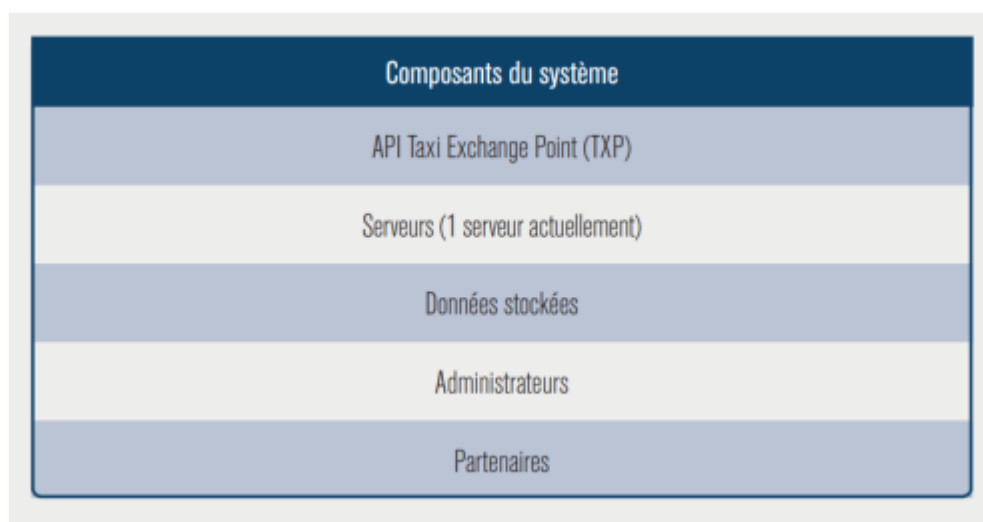 Composants du système
API Taxi Exchange Point (TXP)
Serveurs (1 serveur actuellement)
Données stockées
Administrateurs
Partenaires